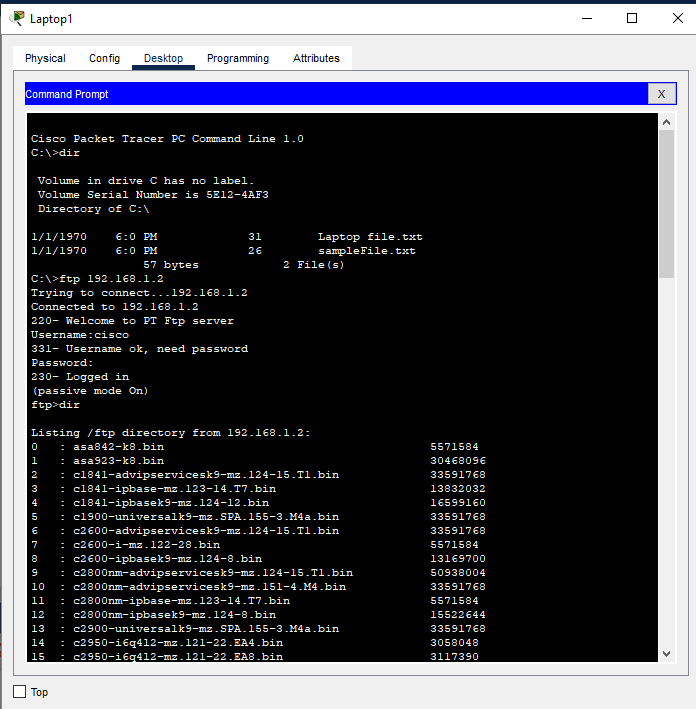 Laptop1
Physical Config Desktop Programming Attributes
Command Prompt X
Cisco Packet Tracer PC Command Line 1.0
C:\>dir
Volume in drive C has no label.
Volume Serial Number is 5E12-4AF3
Directory of C:\
1/1/1970 6:0 PM 31 Laptop file.txt
1/1/1970 6:0 PM 26 sampleFile.txt
57 bytes 2 File(s)
C:\>ftp 192.168.1.2
Trying to connect...192.168.1.2
Connected to 192.168.1.2
220- Welcome to PT Ftp server
Username:cisco
331- Username ok, need password
Password:
230- Logged in
(passive mode On)
ftp>dir
Listing /ftp directory from 192.168.1.2:
0 : asa842-k8.bin 5571584
1 : asa923-k8.bin 30468096
2 : c1841-advipservicesk9-mz.124-15.T1.bin 33591768
3 : c1841-ipbase-mz.123-14.T7.bin 13832032
4 : c1841-ipbasek9-mz.124-12.bin 16599160
5 : c1900-universalk9-mz.SPA.155-3.M4a.bin 33591768
6 : c2600-advipservicesk9-mz.124-15.T1.bin 33591768
7 : c2600-i-mz.122-28.bin 5571584
8 : c2600-ipbasek9-mz.124-8.bin 13169700
9 : c2800nm-advipservicesk9-mz.124-15.T1.bin 50938004
10 : c2800nm-advipservicesk9-mz.151-4.M4.bin 33591768
11 : c2800nm-ipbase-mz.123-14.T7.bin 5571584
12 : c2800nm-ipbasek9-mz.124-8.bin 15522644
13 : c2900-universalk9-mz.SPA.155-3.M4a.bin 33591768
14 : c2950-i6q4l2-mz.121-22.EA4.bin 3058048
15 : c2950-i6q4l2-mz.121-22.EA8.bin 3117390
Top